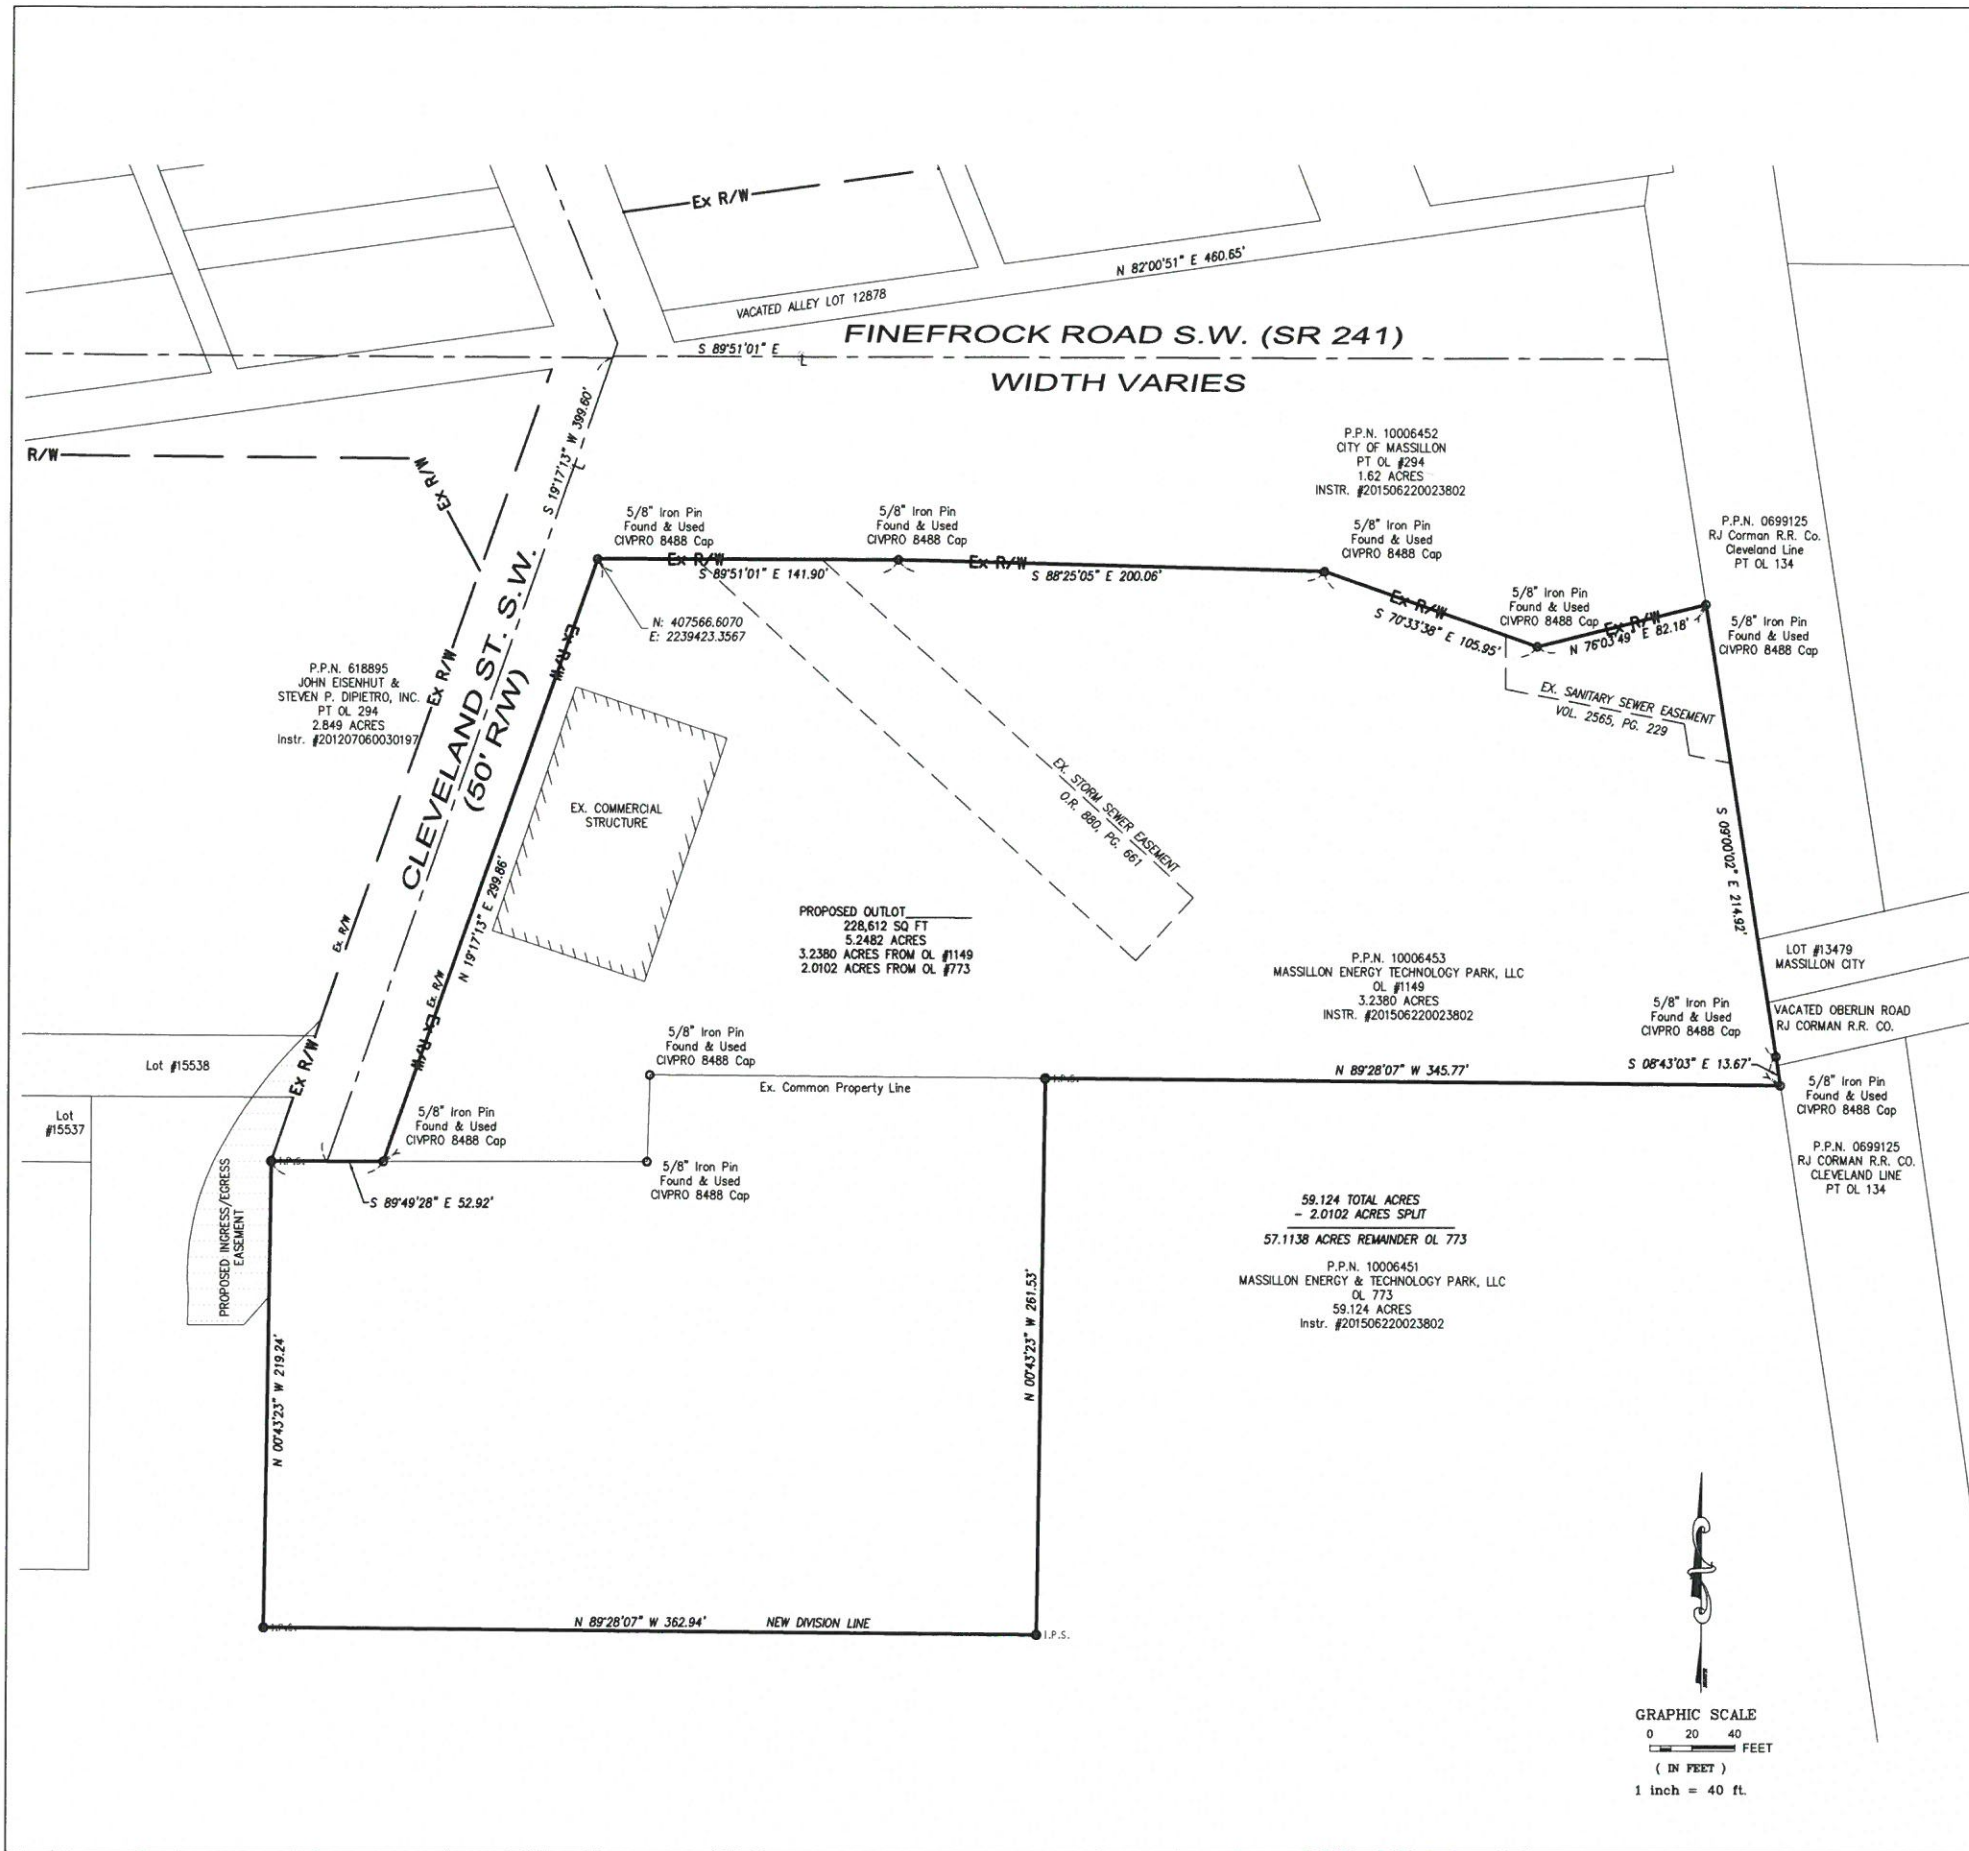 Ex R/W
N 82°00'51" E 460.65'
VACATED ALLEY LOT 12878
FINEFROCK ROAD S.W. (SR 241)
S 89°51'01" E
WIDTH VARIES
S 19°17'13" W 399.60'
R/W
Ex R/W
P.P.N. 10006452
CITY OF MASSILLON
PT OL #294
1.62 ACRES
INSTR. #201506220023802
5/8" Iron Pin
Found & Used
CIVPRO 8488 Cap
5/8" Iron Pin
Found & Used
CIVPRO 8488 Cap
5/8" Iron Pin
Found & Used
CIVPRO 8488 Cap
P.P.N. 0699125
RJ Corman R.R. Co.
Cleveland Line
PT OL 134
Ex R/W
S 89°51'01" E 141.90'
Ex R/W
S 88°25'05" E 200.06'
Ex R/W
S 70°33'38" E 105.95'
5/8" Iron Pin
Found & Used
CIVPRO 8488 Cap
Ex R/W
N 76°03'49" E 82.18'
5/8" Iron Pin
Found & Used
CIVPRO 8488 Cap
N: 407566.6070
E: 2239423.3567
Ex R/W
P.P.N. 618895
JOHN EISENHUT &
STEVEN P. DIPIETRO, INC.
PT OL 294
2.849 ACRES
Instr. #201207060030197
Ex R/W
CLEVELAND ST. S.W.
(50' R/W)
EX. SANITARY SEWER EASEMENT
VOL. 2565, PG. 229
EX. COMMERCIAL
STRUCTURE
EX. STORM SEWER EASEMENT
O.R. 880, PG. 661
S 09°00'02" E 214.92'
N 19°17'13" E 299.86'
Ex. R/W
PROPOSED OUTLOT
228,612 SQ FT
5.2482 ACRES
3.2380 ACRES FROM OL #1149
2.0102 ACRES FROM OL #773
P.P.N. 10006453
MASSILLON ENERGY TECHNOLOGY PARK, LLC
OL #1149
3.2380 ACRES
INSTR. #201506220023802
LOT #13479
MASSILLON CITY
Ex. R/W
Ex R/W
5/8" Iron Pin
Found & Used
CIVPRO 8488 Cap
VACATED OBERLIN ROAD
RJ CORMAN R.R. CO.
Lot #15538
Ex R/W
5/8" Iron Pin
Found & Used
CIVPRO 8488 Cap
Ex. Common Property Line
I.P.S.
N 89°28'07" W 345.77'
S 08°43'03" E 13.67'
5/8" Iron Pin
Found & Used
CIVPRO 8488 Cap
Lot
#15537
5/8" Iron Pin
Found & Used
CIVPRO 8488 Cap
I.P.S.
S 89°49'28" E 52.92'
5/8" Iron Pin
Found & Used
CIVPRO 8488 Cap
P.P.N. 0699125
RJ CORMAN R.R. CO.
CLEVELAND LINE
PT OL 134
PROPOSED INGRESS/EGRESS
EASEMENT
59.124 TOTAL ACRES
- 2.0102 ACRES SPLIT
57.1138 ACRES REMAINDER OL 773
P.P.N. 10006451
MASSILLON ENERGY & TECHNOLOGY PARK, LLC
OL 773
59.124 ACRES
Instr. #201506220023802
N 00°43'23" W 219.24'
N 00°43'23" W 261.53'
I.P.S.
N 89°28'07" W 362.94'
NEW DIVISION LINE
I.P.S.
GRAPHIC SCALE
0 20 40
FEET
( IN FEET )
1 inch = 40 ft.